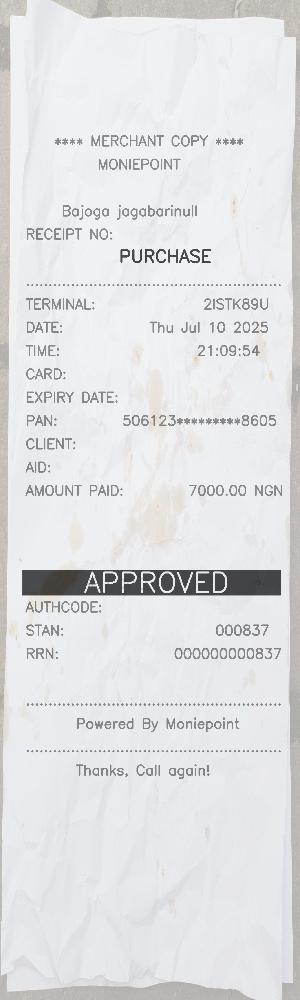 **** MERCHANT COPY ****
MONIEPOINT
Bajoga jagabarinull
RECEIPT NO:
PURCHASE
TERMINAL: 2ISTK89U
DATE: Thu Jul 10 2025
TIME: 21:09:54
CARD:
EXPIRY DATE:
PAN: 506123*********8605
CLIENT:
AID:
AMOUNT PAID: 7000.00 NGN
APPROVED
AUTHCODE:
STAN: 000837
RRN: 000000000837
Powered By Moniepoint
Thanks, Call again!